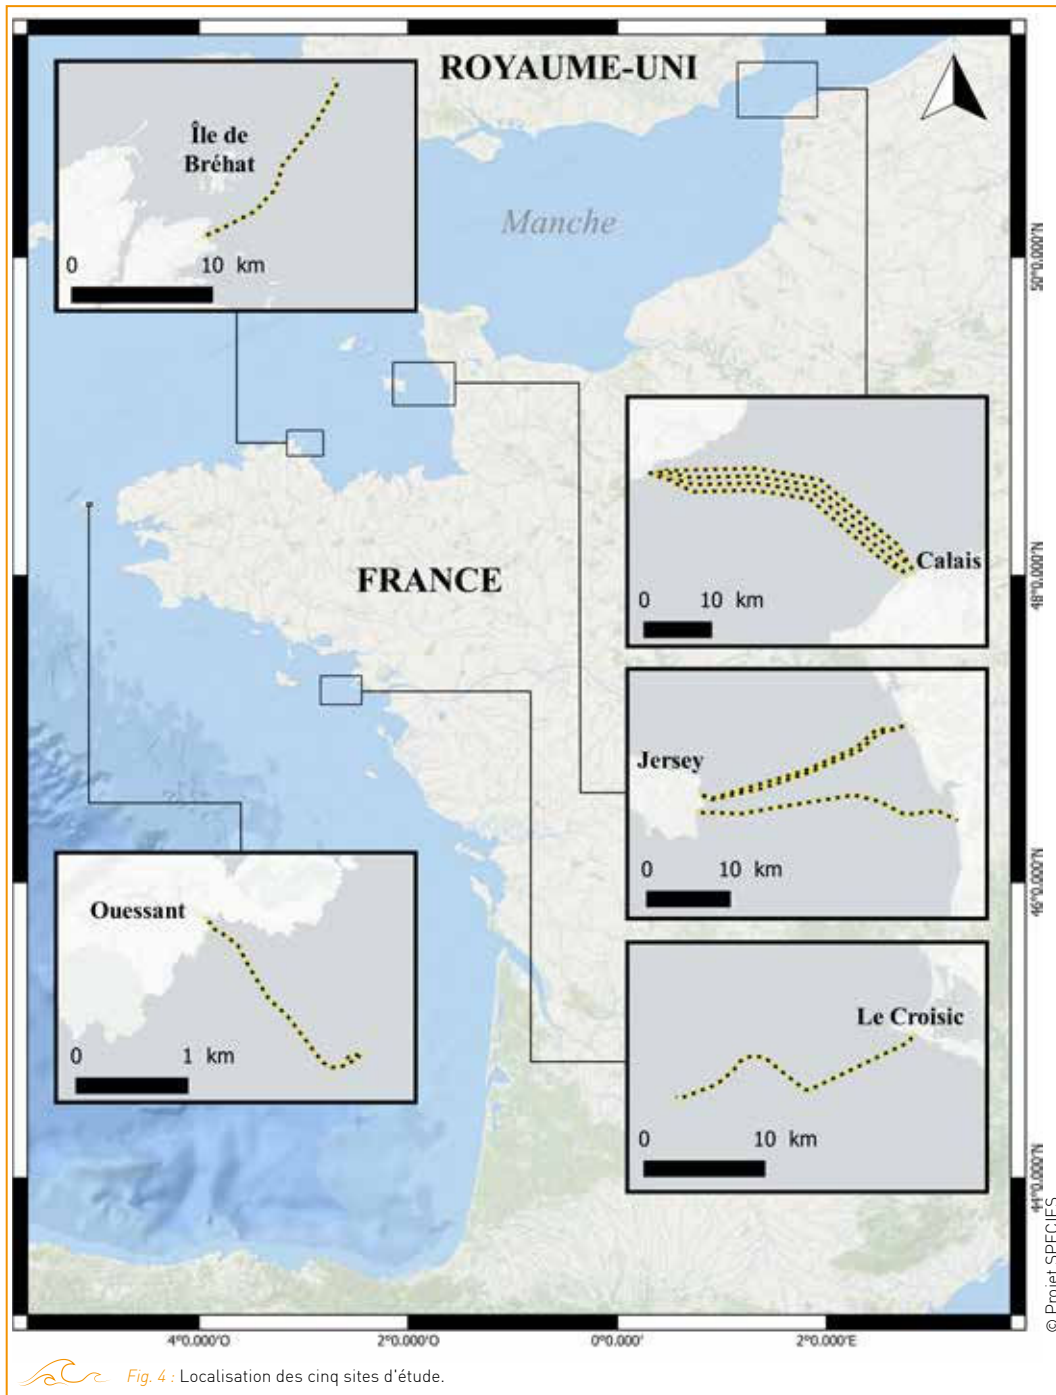 ROYAUME-UNI
Île de
Bréhat
0 10 km
Manche
50°0.000'N
Calais
0 10 km
48°0.000'N
FRANCE
Jersey
0 10 km
46°0.000'N
Ouessant
0 1 km
Le Croisic
0 10 km
44°0.000'N
4°0.000'O 2°0.000'O 0°0.000' 2°0.000'E
© Projet SPECIES
Fig. 4 : Localisation des cinq sites d'étude.